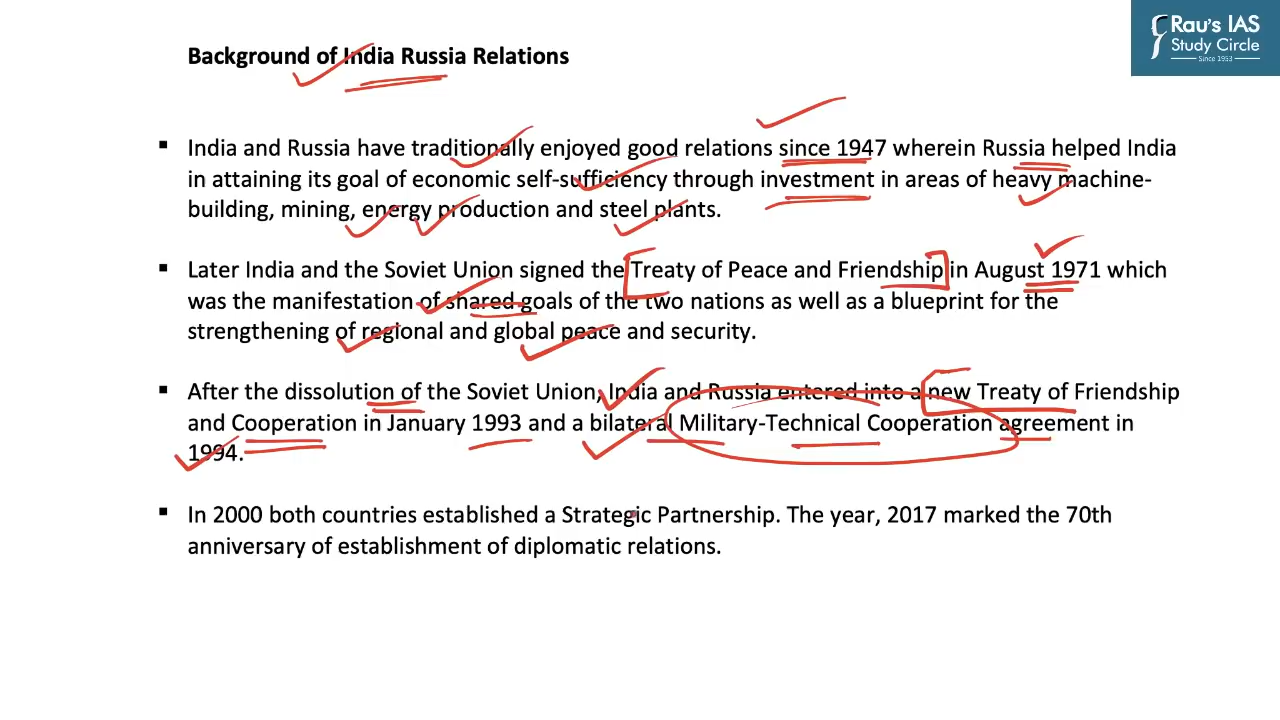 Rau's IAS
Study Circle
Since 1953
Background of India Russia Relations
▪ India and Russia have traditionally enjoyed good relations since 1947 wherein Russia helped India
in attaining its goal of economic self-sufficiency through investment in areas of heavy machine-
building, mining, energy production and steel plants.
▪ Later India and the Soviet Union signed the Treaty of Peace and Friendship in August 1971 which
was the manifestation of shared goals of the two nations as well as a blueprint for the
strengthening of regional and global peace and security.
▪ After the dissolution of the Soviet Union, India and Russia entered into a new Treaty of Friendship
and Cooperation in January 1993 and a bilateral Military-Technical Cooperation agreement in
1994.
▪ In 2000 both countries established a Strategic Partnership. The year, 2017 marked the 70th
anniversary of establishment of diplomatic relations.